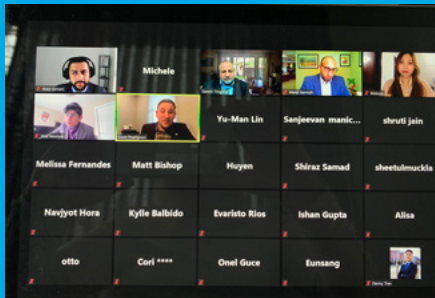 Michele
Yu-Man Lin
Sanjeevan manic...
shruti jain
Melissa Fernandes
Matt Bishop
Huyen
Shiraz Samad
sheetulmuckla
Navjyot Hora
Kylle Balbido
Evaristo Rios
Ishan Gupta
Alisa
otto
Cori ****
Onel Guce
Eunsang